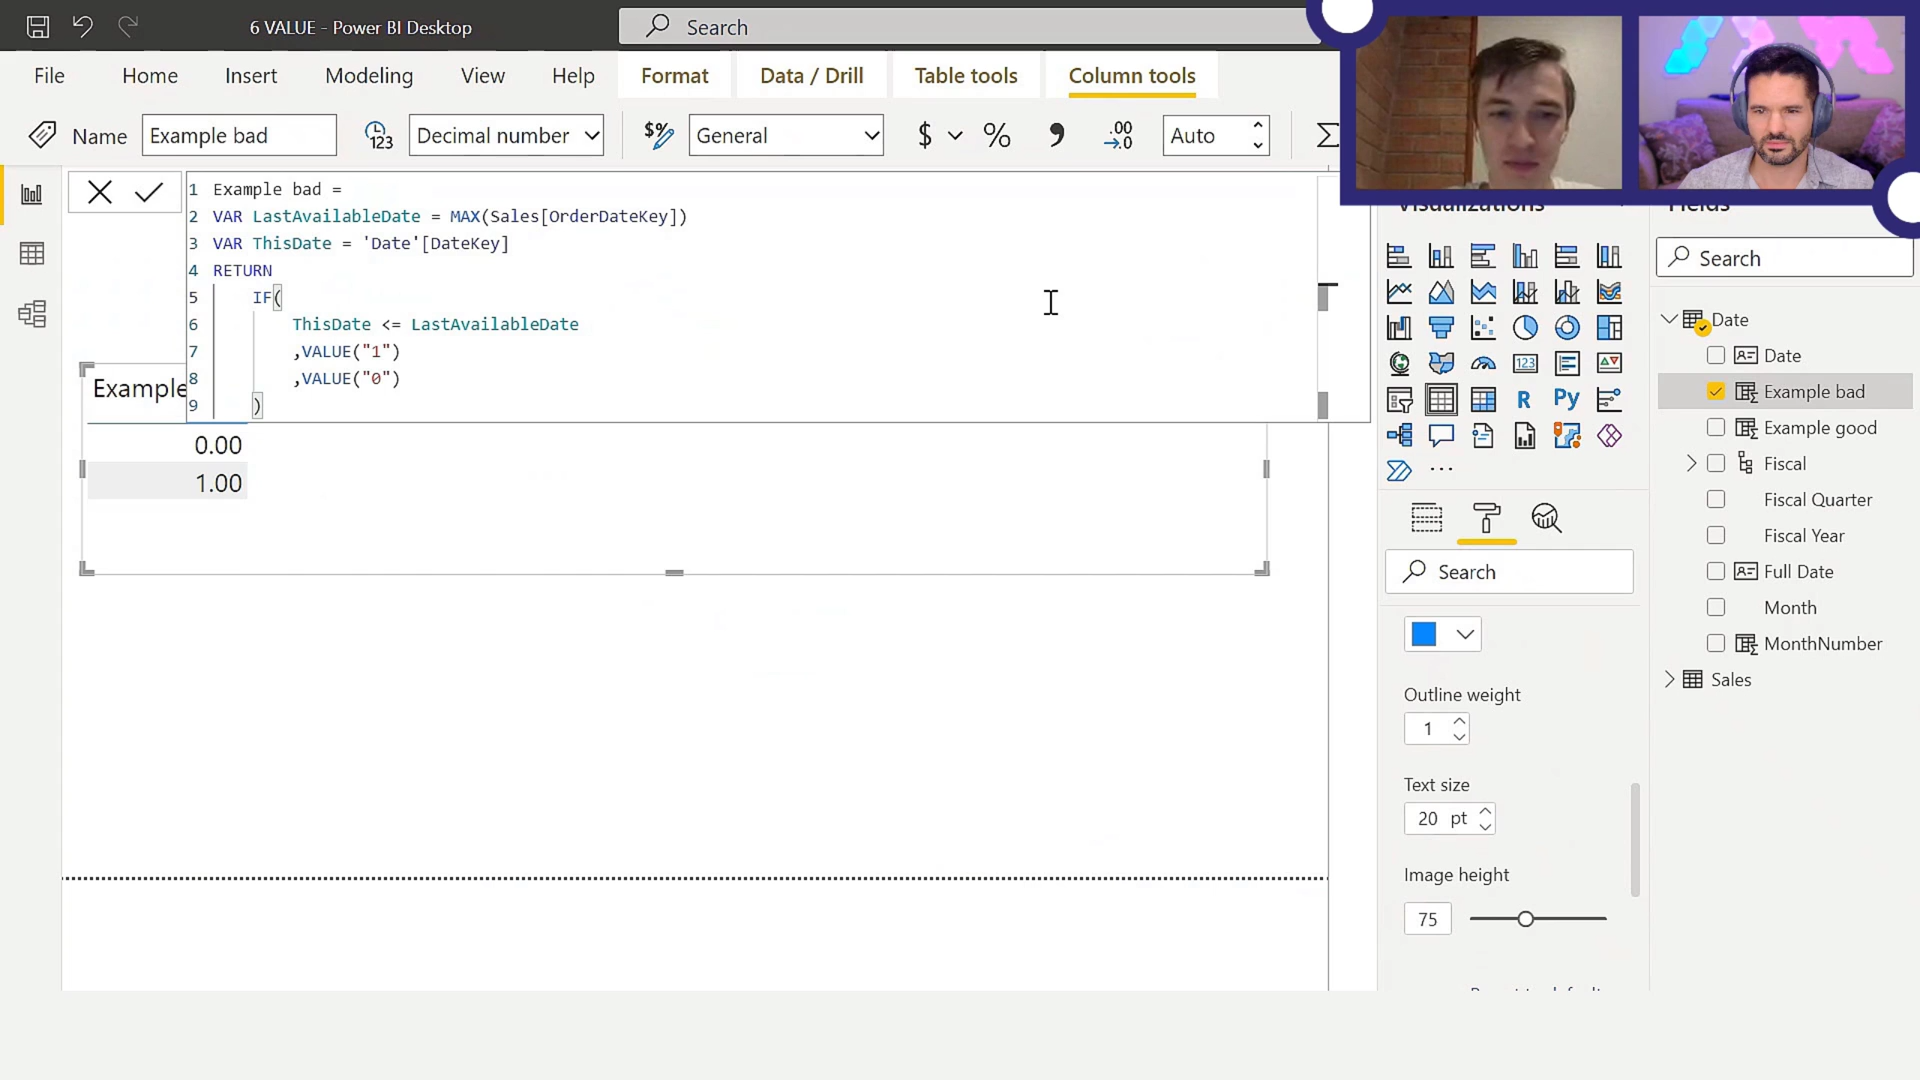 6 VALUE - Power BI Desktop
Search
File Home Insert Modeling View Help Format Data / Drill Table tools Column tools
Name Example bad 123 Decimal number $% General $ % .00 Auto
1 Example bad =
2 VAR LastAvailableDate = MAX(Sales[OrderDateKey])
3 VAR ThisDate = 'Date'[DateKey]
4 RETURN
5 IF(
6 ThisDate <= LastAvailableDate
7 ,VALUE("1")
8 ,VALUE("0")
9 )
Example
0.00
1.00
Visualizations
123
R Py
Search
Outline weight
1
Text size
20 pt
Image height
75
Fields
Search
Date
Date
Example bad
Example good
Fiscal
Fiscal Quarter
Fiscal Year
Full Date
Month
MonthNumber
Sales